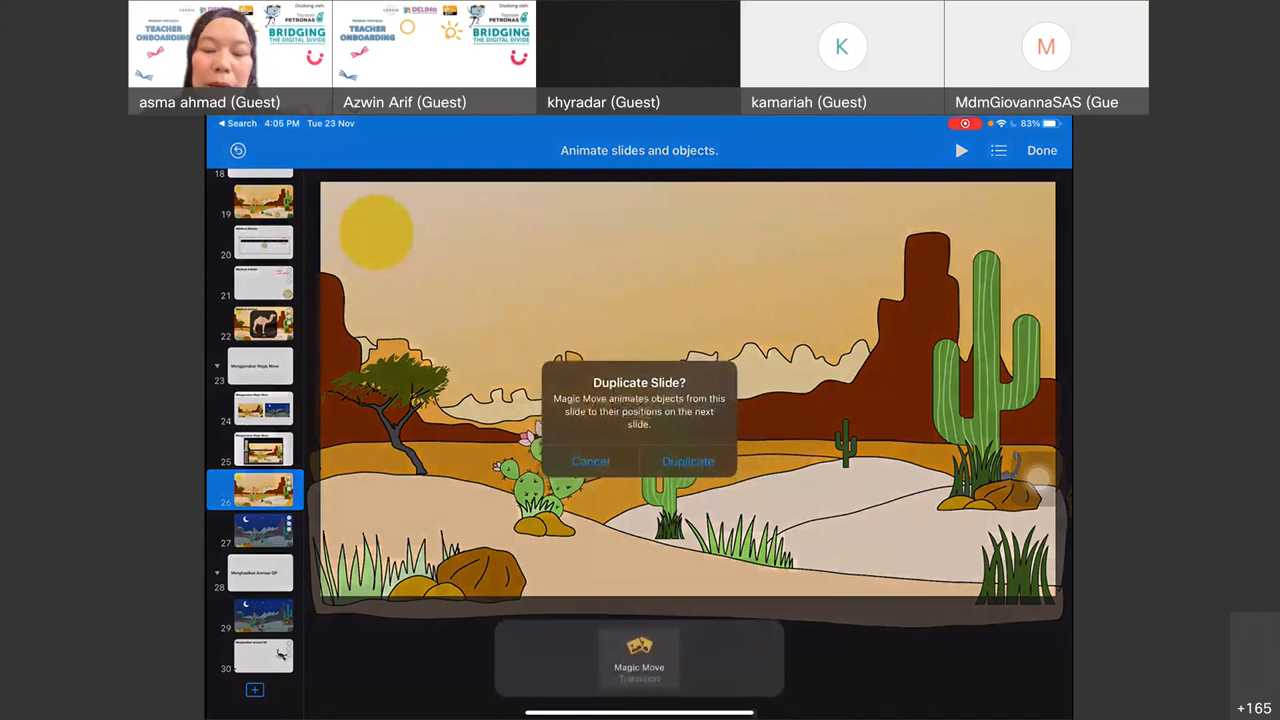 TEACHER
ONBOARDING
BRIDGING
THE DIGITAL DIVIDE
TEACHER
ONBOARDING
DELIMa
PETRONAS
BRIDGING
THE DIGITAL DIVIDE
K
M
asma ahmad (Guest)
Azwin Arif (Guest)
khyradar (Guest)
kamariah (Guest)
MdmGiovannaSAS (Gue
Search 4:05 PM Tue 23 Nov
83%
Animate slides and objects.
Done
18
19
20
21
22
Menggunakan Magic Move
23
24
25
26
27
Menghasilkan Animasi GIF
28
29
30
Duplicate Slide?
Magic Move animates objects from this
slide to their positions on the next
slide.
Cancel
Duplicate
Magic Move
Transition
+165